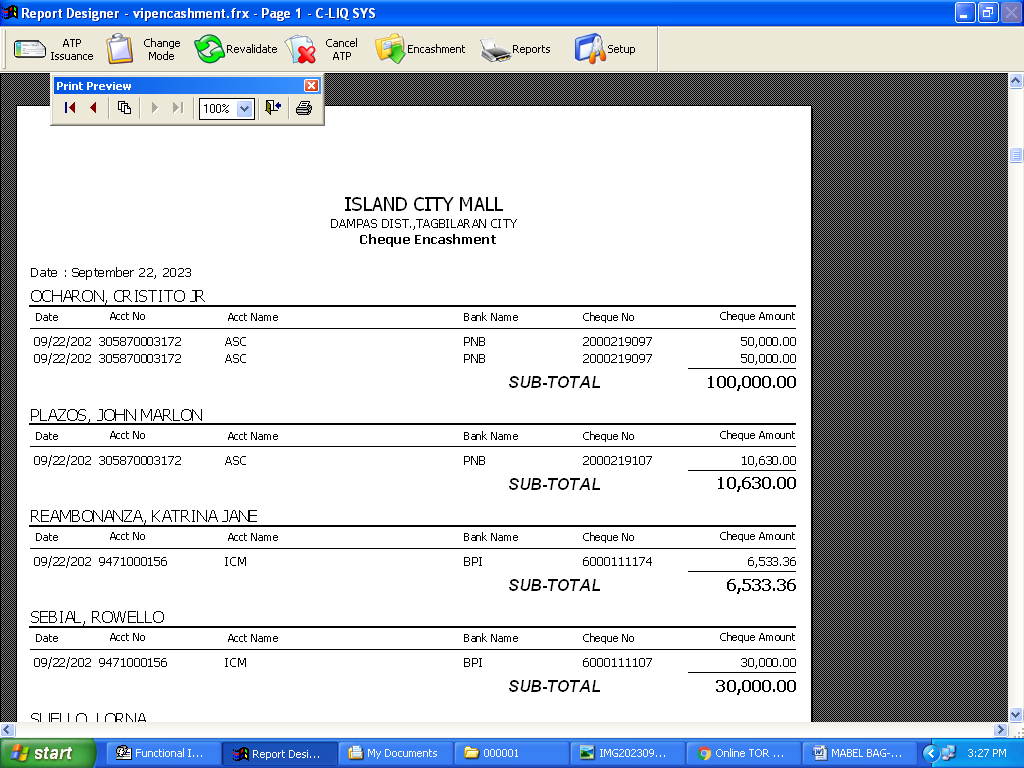 Report Designer - vipencashment.frx - Page 1 - C-LIQ SYS
ATP Issuance
Change Mode
Revalidate
Cancel ATP
Encashment
Reports
Setup
Print Preview
100%
ISLAND CITY MALL
DAMPAS DIST.,TAGBILARAN CITY
Cheque Encashment
Date : September 22, 2023
OCHARON, CRISTITO JR
Date Acct No Acct Name Bank Name Cheque No Cheque Amount
09/22/202 305870003172 ASC PNB 2000219097 50,000.00
09/22/202 305870003172 ASC PNB 2000219097 50,000.00
SUB-TOTAL 100,000.00
PLAZOS, JOHN MARLON
Date Acct No Acct Name Bank Name Cheque No Cheque Amount
09/22/202 305870003172 ASC PNB 2000219107 10,630.00
SUB-TOTAL 10,630.00
REAMBONANZA, KATRINA JANE
Date Acct No Acct Name Bank Name Cheque No Cheque Amount
09/22/202 9471000156 ICM BPI 6000111174 6,533.36
SUB-TOTAL 6,533.36
SEBIAL, ROWELLO
Date Acct No Acct Name Bank Name Cheque No Cheque Amount
09/22/202 9471000156 ICM BPI 6000111107 30,000.00
SUB-TOTAL 30,000.00
SUELLO, LORNA
start Functional I... Report Desi... My Documents 000001 IMG202309... Online TOR ... MABEL BAG-... 3:27 PM